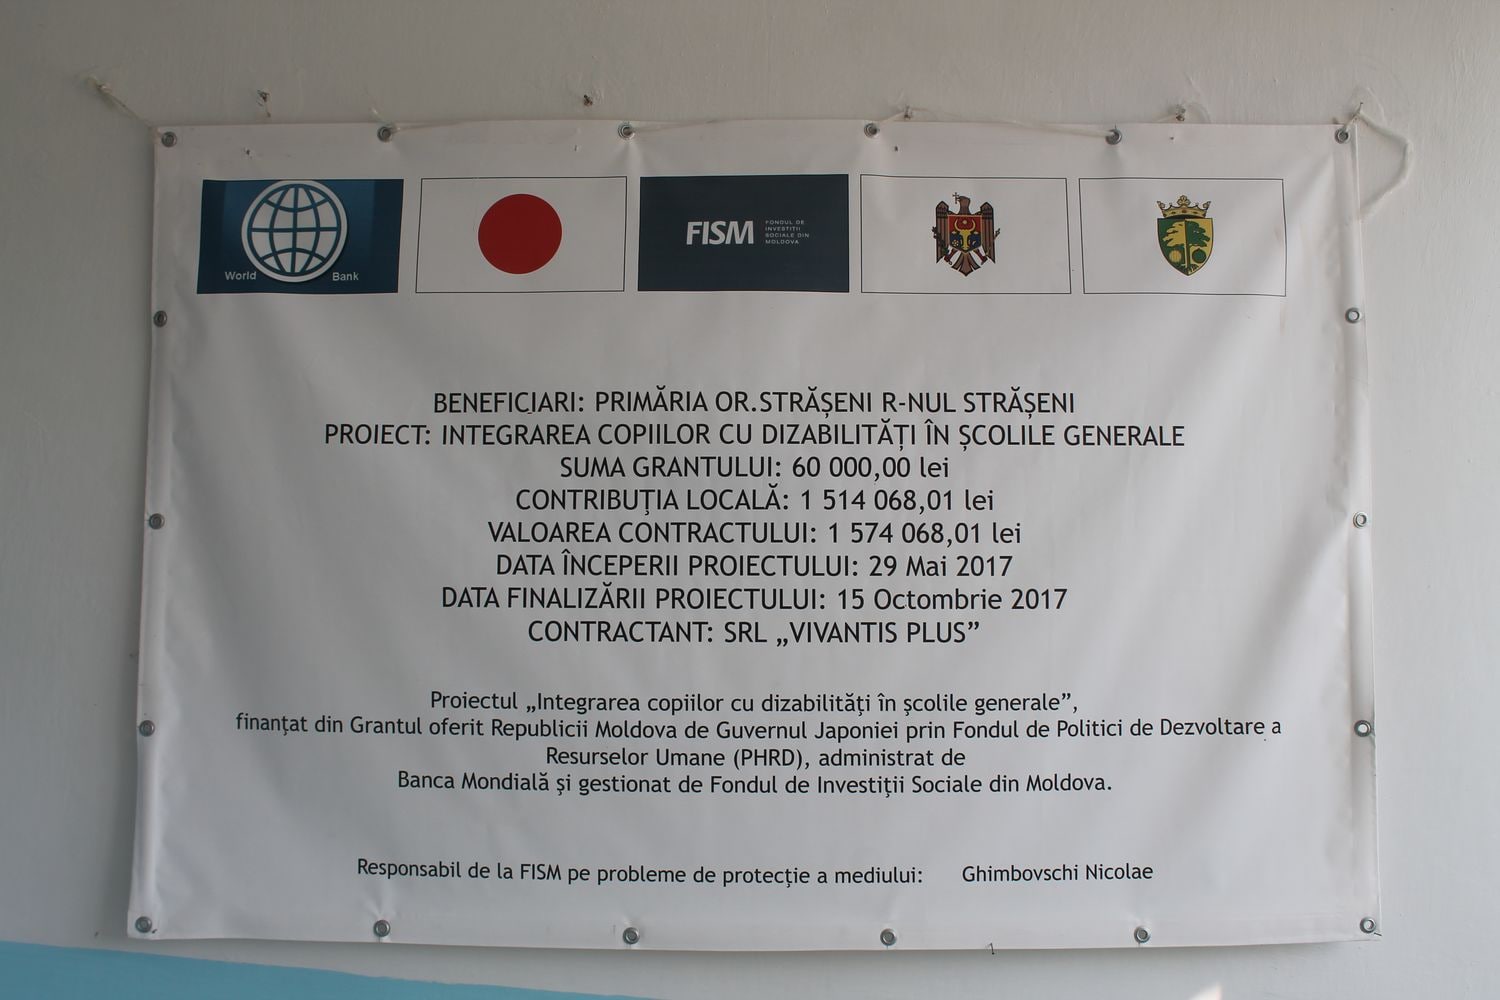 World Bank
FISM
FONDUL DE
INVESTIȚII
SOCIALE DIN
MOLDOVA
BENEFICIARI: PRIMĂRIA OR.STRĂȘENI R-NUL STRĂȘENI
PROIECT: INTEGRAREA COPIILOR CU DIZABILITĂȚI ÎN ȘCOLILE GENERALE
SUMA GRANTULUI: 60 000,00 lei
CONTRIBUȚIA LOCALĂ: 1 514 068,01 lei
VALOAREA CONTRACTULUI: 1 574 068,01 lei
DATA ÎNCEPERII PROIECTULUI: 29 Mai 2017
DATA FINALIZĂRII PROIECTULUI: 15 Octombrie 2017
CONTRACTANT: SRL „VIVANTIS PLUS”
Proiectul „Integrarea copiilor cu dizabilități în școlile generale”,
finanțat din Grantul oferit Republicii Moldova de Guvernul Japoniei prin Fondul de Politici de Dezvoltare a
Resurselor Umane (PHRD), administrat de
Banca Mondială și gestionat de Fondul de Investiții Sociale din Moldova.
Responsabil de la FISM pe probleme de protecție a mediului: Ghimbovschi Nicolae